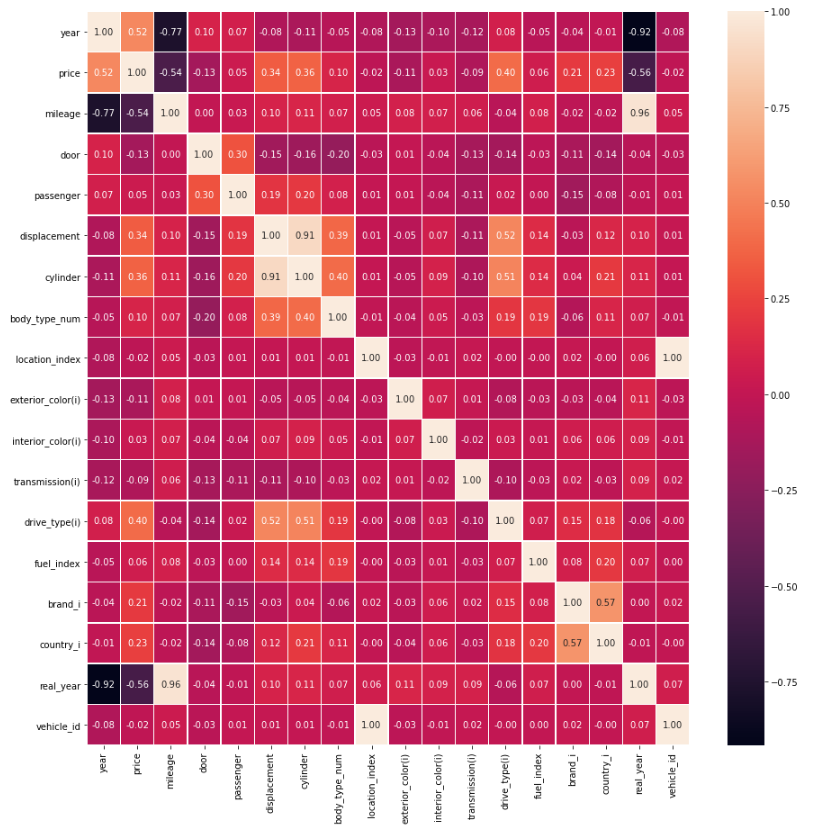 year 1.00 0.52 -0.77 0.10 0.07 -0.08 -0.11 -0.05 -0.08 -0.13 -0.10 -0.12 0.08 -0.05 -0.04 -0.01 -0.92 -0.08
price 0.52 1.00 -0.54 -0.13 0.05 0.34 0.36 0.10 -0.02 -0.11 0.03 -0.09 0.40 0.06 0.21 0.23 -0.56 -0.02
mileage -0.77 -0.54 1.00 0.00 0.03 0.10 0.11 0.07 0.05 0.08 0.07 0.06 -0.04 0.08 -0.02 -0.02 0.96 0.05
door 0.10 -0.13 0.00 1.00 0.30 -0.15 -0.16 -0.20 -0.03 0.01 -0.04 -0.13 -0.14 -0.03 -0.11 -0.14 -0.04 -0.03
passenger 0.07 0.05 0.03 0.30 1.00 0.19 0.20 0.08 0.01 0.01 -0.04 -0.11 0.02 0.00 -0.15 -0.08 -0.01 0.01
displacement -0.08 0.34 0.10 -0.15 0.19 1.00 0.91 0.39 0.01 -0.05 0.07 -0.11 0.52 0.14 -0.03 0.12 0.10 0.01
cylinder -0.11 0.36 0.11 -0.16 0.20 0.91 1.00 0.40 0.01 -0.05 0.09 -0.10 0.51 0.14 0.04 0.21 0.11 0.01
body_type_num -0.05 0.10 0.07 -0.20 0.08 0.39 0.40 1.00 -0.01 -0.04 0.05 -0.03 0.19 0.19 -0.06 0.11 0.07 -0.01
location_index -0.08 -0.02 0.05 -0.03 0.01 0.01 0.01 -0.01 1.00 -0.03 -0.01 0.02 -0.00 -0.00 0.02 -0.00 0.06 1.00
exterior_color(i) -0.13 -0.11 0.08 0.01 0.01 -0.05 -0.05 -0.04 -0.03 1.00 0.07 0.01 -0.08 -0.03 -0.03 -0.04 0.11 -0.03
interior_color(i) -0.10 0.03 0.07 -0.04 -0.04 0.07 0.09 0.05 -0.01 0.07 1.00 -0.02 0.03 0.01 0.06 0.06 0.09 -0.01
transmission(i) -0.12 -0.09 0.06 -0.13 -0.11 -0.11 -0.10 -0.03 0.02 0.01 -0.02 1.00 -0.10 -0.03 0.02 -0.03 0.09 0.02
drive_type(i) 0.08 0.40 -0.04 -0.14 0.02 0.52 0.51 0.19 -0.00 -0.08 0.03 -0.10 1.00 0.07 0.15 0.18 -0.06 -0.00
fuel_index -0.05 0.06 0.08 -0.03 0.00 0.14 0.14 0.19 -0.00 -0.03 0.01 -0.03 0.07 1.00 0.08 0.20 0.07 0.00
brand_i -0.04 0.21 -0.02 -0.11 -0.15 -0.03 0.04 -0.06 0.02 -0.03 0.06 0.02 0.15 0.08 1.00 0.57 0.00 0.02
country_i -0.01 0.23 -0.02 -0.14 -0.08 0.12 0.21 0.11 -0.00 -0.04 0.06 -0.03 0.18 0.20 0.57 1.00 -0.01 -0.00
real_year -0.92 -0.56 0.96 -0.04 -0.01 0.10 0.11 0.07 0.06 0.11 0.09 0.09 -0.06 0.07 0.00 -0.01 1.00 0.07
vehicle_id -0.08 -0.02 0.05 -0.03 0.01 0.01 0.01 -0.01 1.00 -0.03 -0.01 0.02 -0.00 0.00 0.02 -0.00 0.07 1.00
year price mileage door passenger displacement cylinder body_type_num location_index exterior_color(i) interior_color(i) transmission(i) drive_type(i) fuel_index brand_i country_i real_year vehicle_id
1.00
0.75
0.50
0.25
0.00
−0.25
−0.50
−0.75